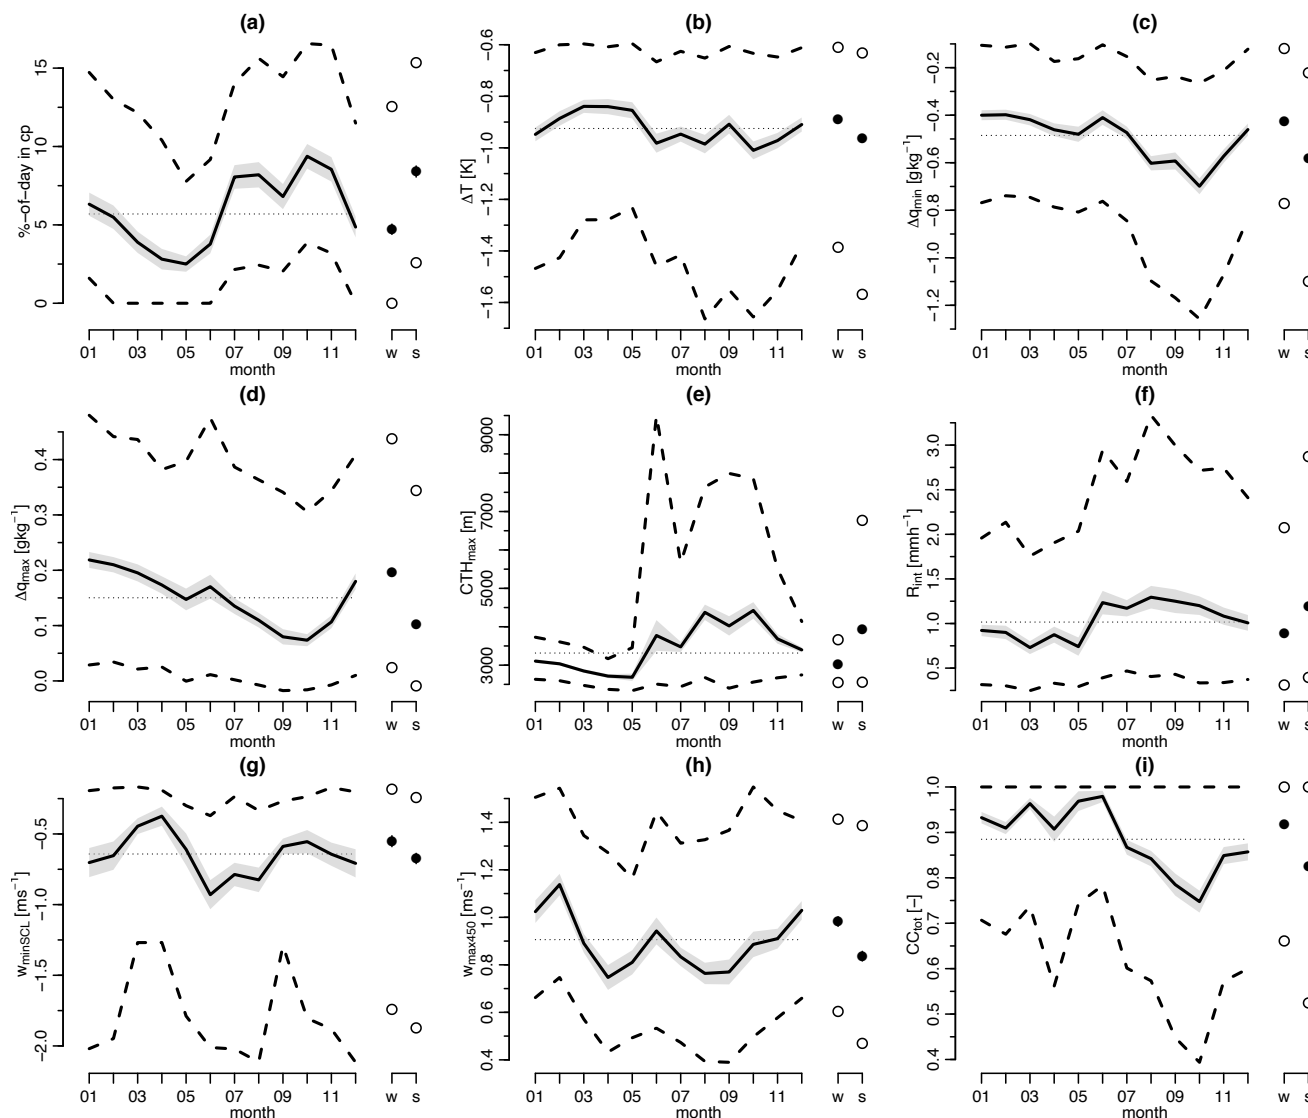 (a)
%−of−day in cp
0
5
10
15
01
03
05
07
09
11
month
w
s
(b)
ΔT [K]
−1.6
−1.4
−1.2
−1.0
−0.8
−0.6
01
03
05
07
09
11
month
w
s
(c)
Δqmin [gkg−1]
−1.2
−1.0
−0.8
−0.6
−0.4
−0.2
01
03
05
07
09
11
month
w
s
(d)
Δqmax [gkg−1]
0.0
0.1
0.2
0.3
0.4
01
03
05
07
09
11
month
w
s
(e)
CTHmax [m]
3000
5000
7000
9000
01
03
05
07
09
11
month
w
s
(f)
Rint [mmh−1]
0.5
1.0
1.5
2.0
2.5
3.0
01
03
05
07
09
11
month
w
s
(g)
wminSCL [ms−1]
−2.0
−1.5
−1.0
−0.5
01
03
05
07
09
11
month
w
s
(h)
wmax450 [ms−1]
0.4
0.6
0.8
1.0
1.2
1.4
01
03
05
07
09
11
month
w
s
(i)
CCtot [−]
0.4
0.5
0.6
0.7
0.8
0.9
1.0
01
03
05
07
09
11
month
w
s